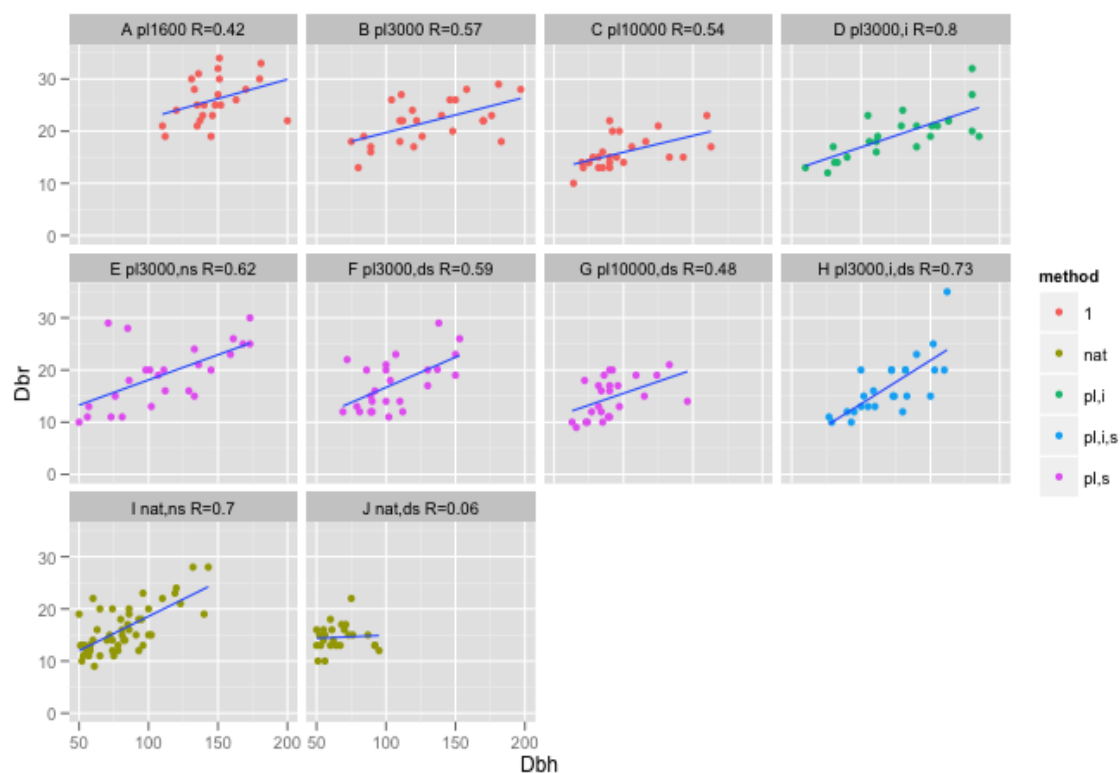 A pl1600 R=0.42
B pl3000 R=0.57
C pl10000 R=0.54
D pl3000,i R=0.8
30
20
10
0
E pl3000,ns R=0.62
F pl3000,ds R=0.59
G pl10000,ds R=0.48
H pl3000,i,ds R=0.73
30
20
10
0
I nat,ns R=0.7
J nat,ds R=0.06
30
20
10
0
50 100 150 200
50 100 150 200
Dbr
Dbh
method
1
nat
pl,i
pl,i,s
pl,s